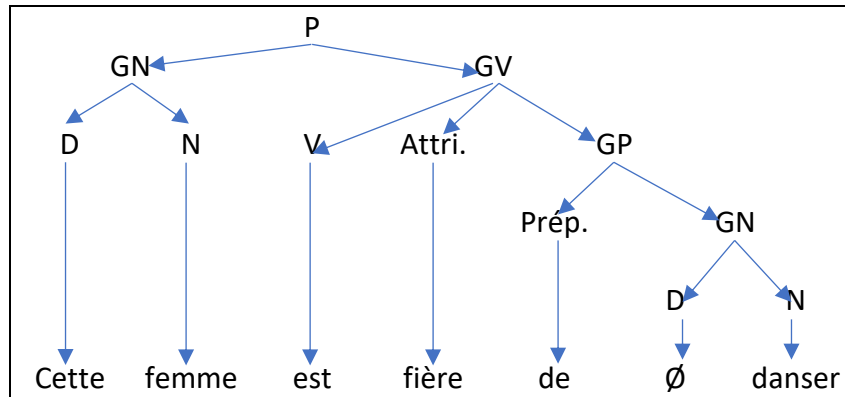 P
GN GV
D N V Attri. GP
Prép. GN
D N
Cette femme est fière de Ø danser